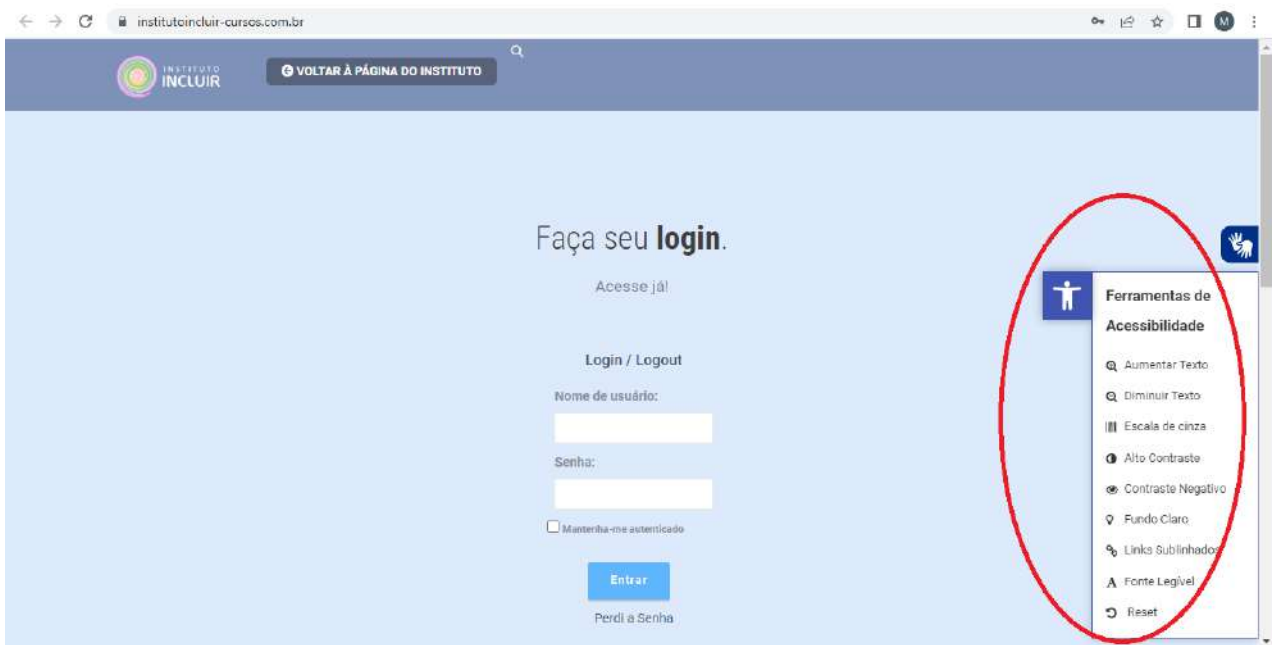 institutoincluir-cursos.com.br
M
INSTITUTO
INCLUIR
VOLTAR À PÁGINA DO INSTITUTO
Faça seu login.
Acesse já!
Login / Logout
Nome de usuário:
Senha:
Mantenha-me autenticado
Entrar
Perdi a Senha
Ferramentas de
Acessibilidade
Aumentar Texto
Diminuir Texto
Escala de cinza
Alto Contraste
Contraste Negativo
Fundo Claro
Links Sublinhados
A Fonte Legível
Reset